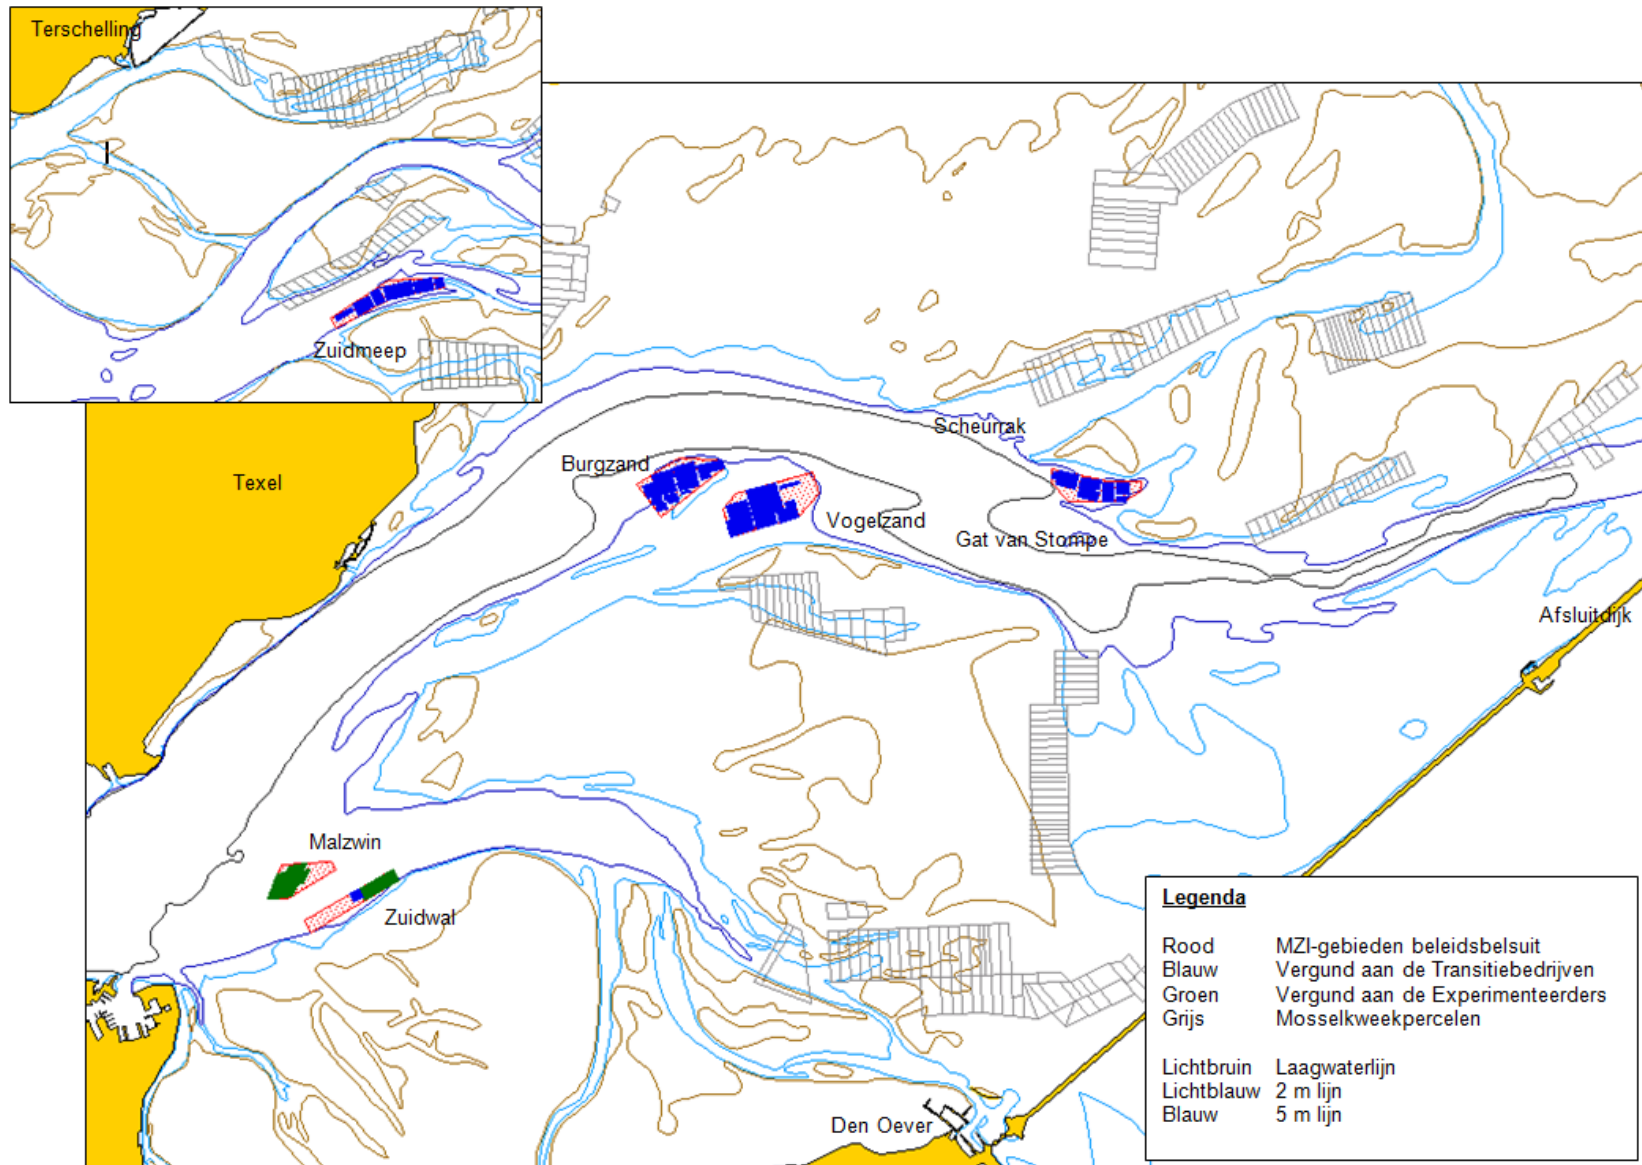 Terschelling
Zuidmeep
Texel
Burgzand
Scheurrak
Vogelzand
Gat van Stompe
Afsluitdijk
Malzwin
Zuidwal
Den Oever
Legenda
Rood MZI-gebieden beleidsbelsuit
Blauw Vergund aan de Transitiebedrijven
Groen Vergund aan de Experimenteerders
Grijs Mosselkweekpercelen
Lichtbruin Laagwaterlijn
Lichtblauw 2 m lijn
Blauw 5 m lijn